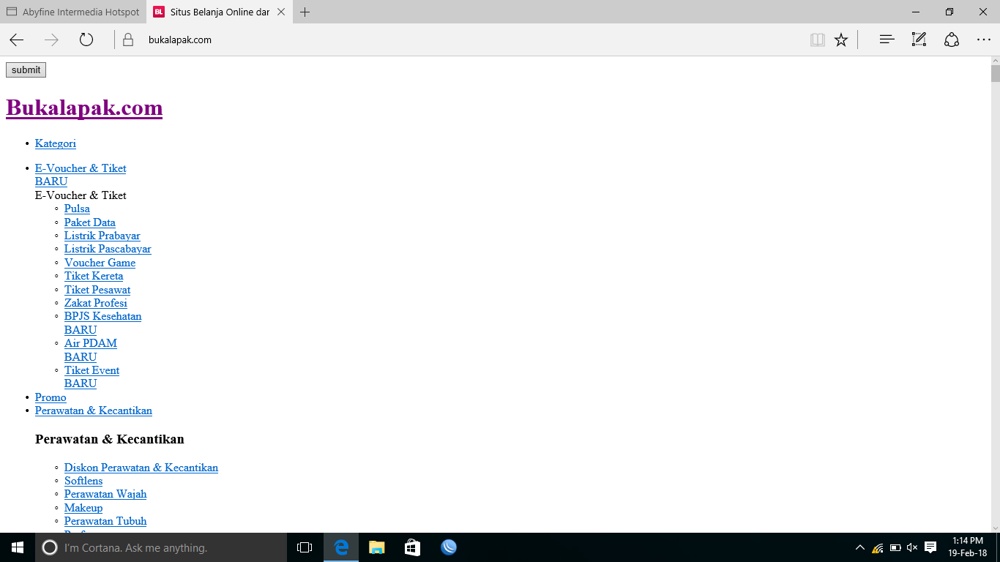 Abyfine Intermedia Hotspot
BL Situs Belanja Online dar
bukalapak.com
submit
Bukalapak.com
• Kategori
• E-Voucher & Tiket
BARU
E-Voucher & Tiket
◦ Pulsa
◦ Paket Data
◦ Listrik Prabayar
◦ Listrik Pascabayar
◦ Voucher Game
◦ Tiket Kereta
◦ Tiket Pesawat
◦ Zakat Profesi
◦ BPJS Kesehatan
BARU
◦ Air PDAM
BARU
◦ Tiket Event
BARU
• Promo
• Perawatan & Kecantikan
Perawatan & Kecantikan
◦ Diskon Perawatan & Kecantikan
◦ Softlens
◦ Perawatan Wajah
◦ Makeup
◦ Perawatan Tubuh
I'm Cortana. Ask me anything.
1:14 PM
19-Feb-18